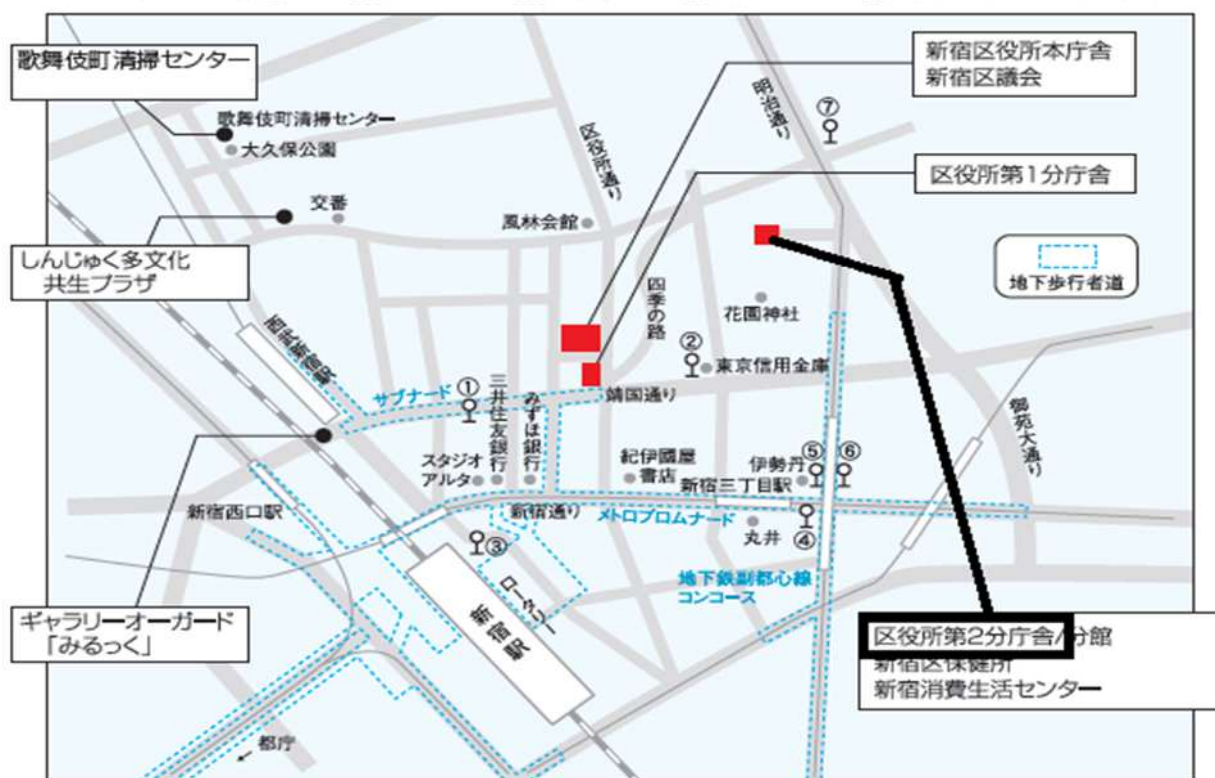 歌舞伎町清掃センター
新宿区役所本庁舎
新宿区議会
明治通り
⑦
区役所通り
歌舞伎町清掃センター
大久保公園
区役所第1分庁舎
交番
風林会館
しんじゅく多文化
共生プラザ
地下歩行者道
四季の路
花園神社
西武新宿駅
②
東京信用金庫
サブナード
①
三井住友銀行
みずほ銀行
靖国通り
御苑大通り
スタジオ
アルタ
紀伊國屋
書店
伊勢丹
⑤
⑥
新宿三丁目駅
新宿西口駅
新宿通り
メトロプロムナード
③
丸井
④
ロータリー
地下鉄副都心線
コンコース
新宿駅
ギャラリーオーガード
「みるっく」
区役所第2分庁舎/分館
新宿区保健所
新宿消費生活センター
都庁